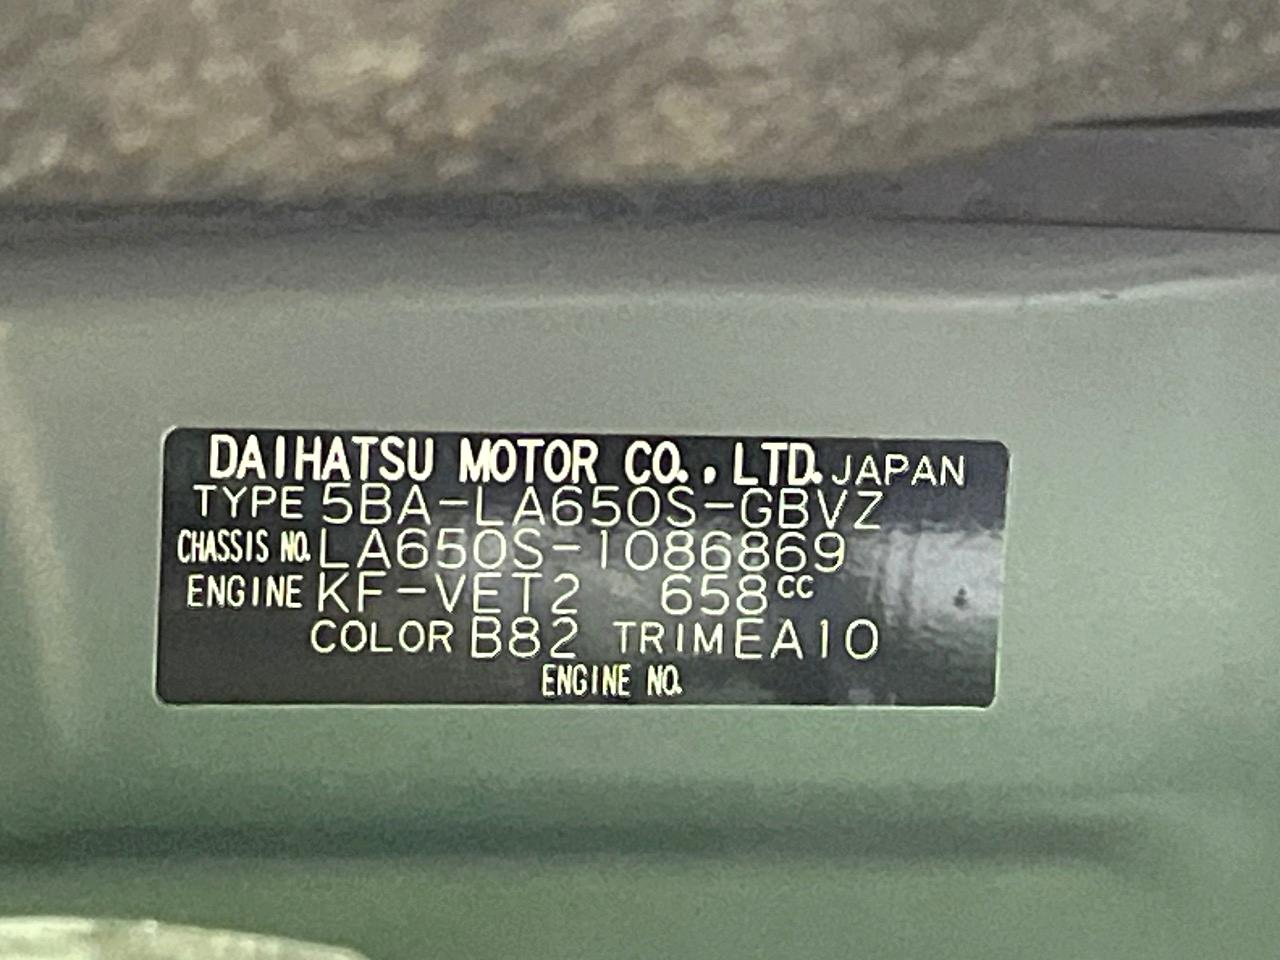 DAIHATSU MOTOR CO., LTD. JAPAN
TYPE 5BA-LA650S-GBVZ
CHASSIS NO. LA650S-1086869
ENGINE KF-VET2 658cc
COLOR B82 TRIM EA10
ENGINE NO.